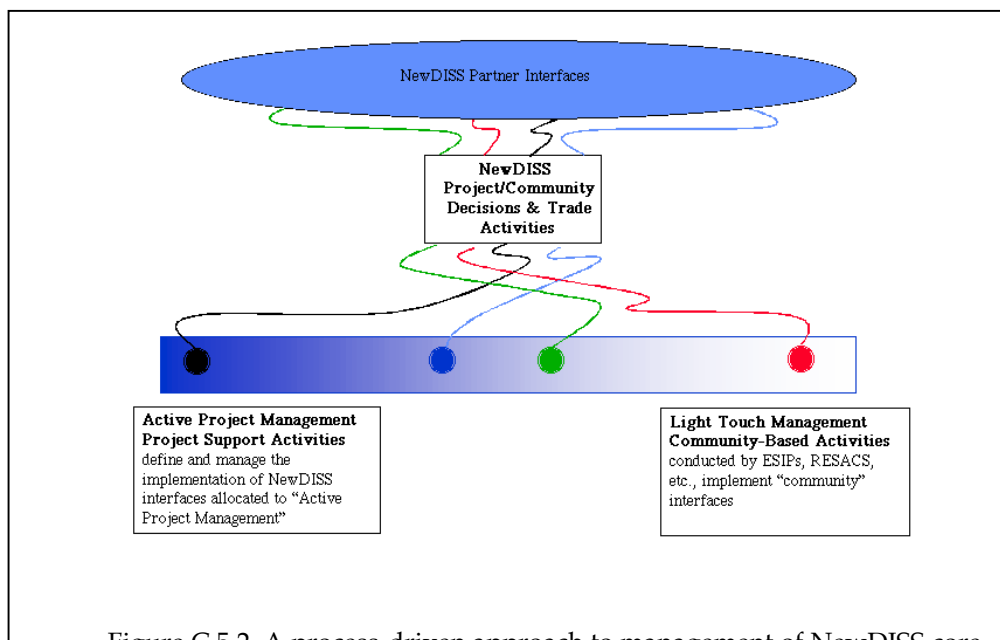 NewDISS Partner Interfaces
NewDISS
Project/Community
Decisions & Trade
Activities
Active Project Management
Project Support Activities
define and manage the
implementation of NewDISS
interfaces allocated to “Active
Project Management”
Light Touch Management
Community-Based Activities
conducted by ESIPs, RESACS,
etc., implement “community”
interfaces
Figure C.5.2. A process-driven approach to management of NewDISS core